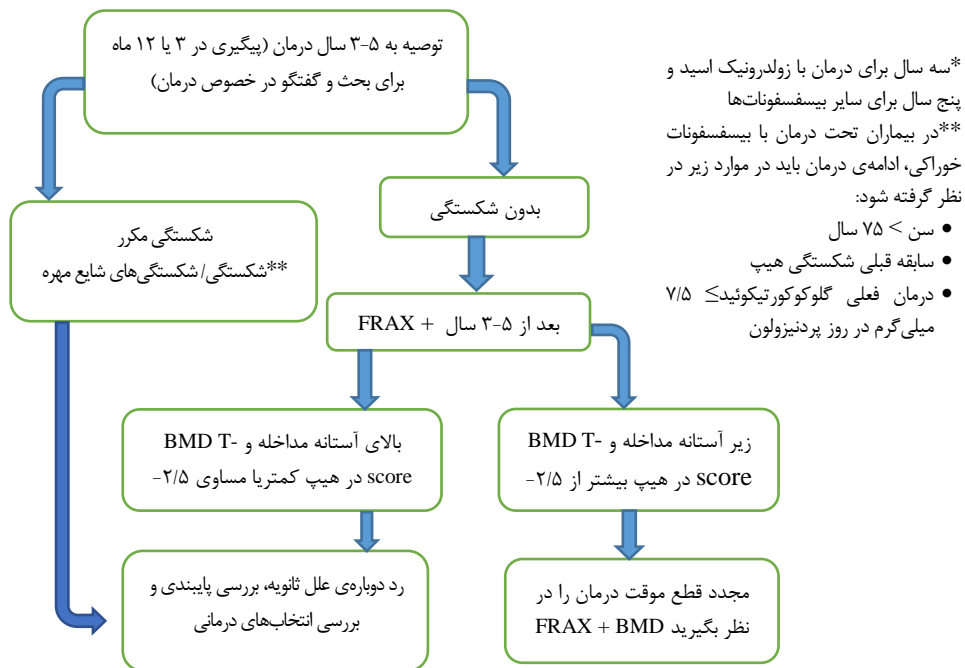 توصیه به ۵-۳ سال درمان (پیگیری در ۳ یا ۱۲ ماه
برای بحث و گفتگو در خصوص درمان)
*سه سال برای درمان با زولدرونیک اسید و
پنج سال برای سایر بیسفسفونات‌ها
**در بیماران تحت درمان با بیسفسفونات
خوراکی، ادامه‌ی درمان باید در موارد زیر در
نظر گرفته شود:
• سن > ۷۵ سال
• سابقه قبلی شکستگی هیپ
• درمان فعلی گلوکوکورتیکوئید≥ ۷/۵
میلی‌گرم در روز پردنیزولون
بدون شکستگی
شکستگی مکرر
**شکستگی/ شکستگی‌های شایع مهره
بعد از ۵-۳ سال + FRAX
زیر آستانه مداخله و BMD T-
score در هیپ بیشتر از ۲/۵-
بالای آستانه مداخله و BMD T-
score در هیپ کمتریا مساوی ۲/۵-
مجدد قطع موقت درمان را در
نظر بگیرید FRAX + BMD
رد دوباره‌ی علل ثانویه، بررسی پایبندی و
بررسی انتخاب‌های درمانی